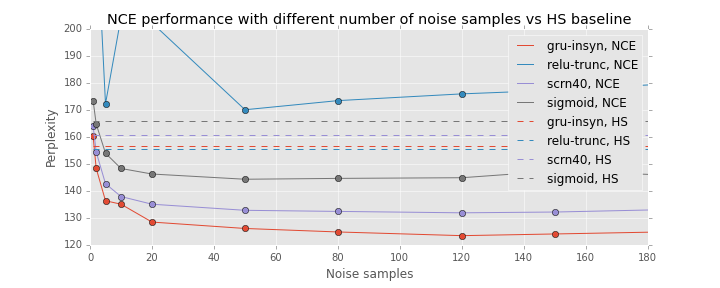 NCE performance with different number of noise samples vs HS baseline
200
190
180
170
160
150
140
130
120
Perplexity
0
20
40
60
80
100
120
140
160
180
Noise samples
gru-insyn, NCE
relu-trunc, NCE
scrn40, NCE
sigmoid, NCE
gru-insyn, HS
relu-trunc, HS
scrn40, HS
sigmoid, HS